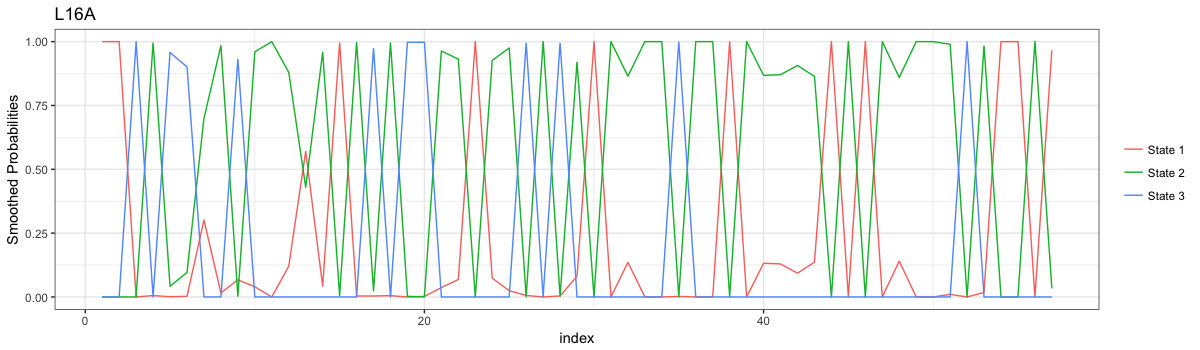 L16A
Smoothed Probabilities
1.00
0.75
0.50
0.25
0.00
0
20
40
index
State 1
State 2
State 3